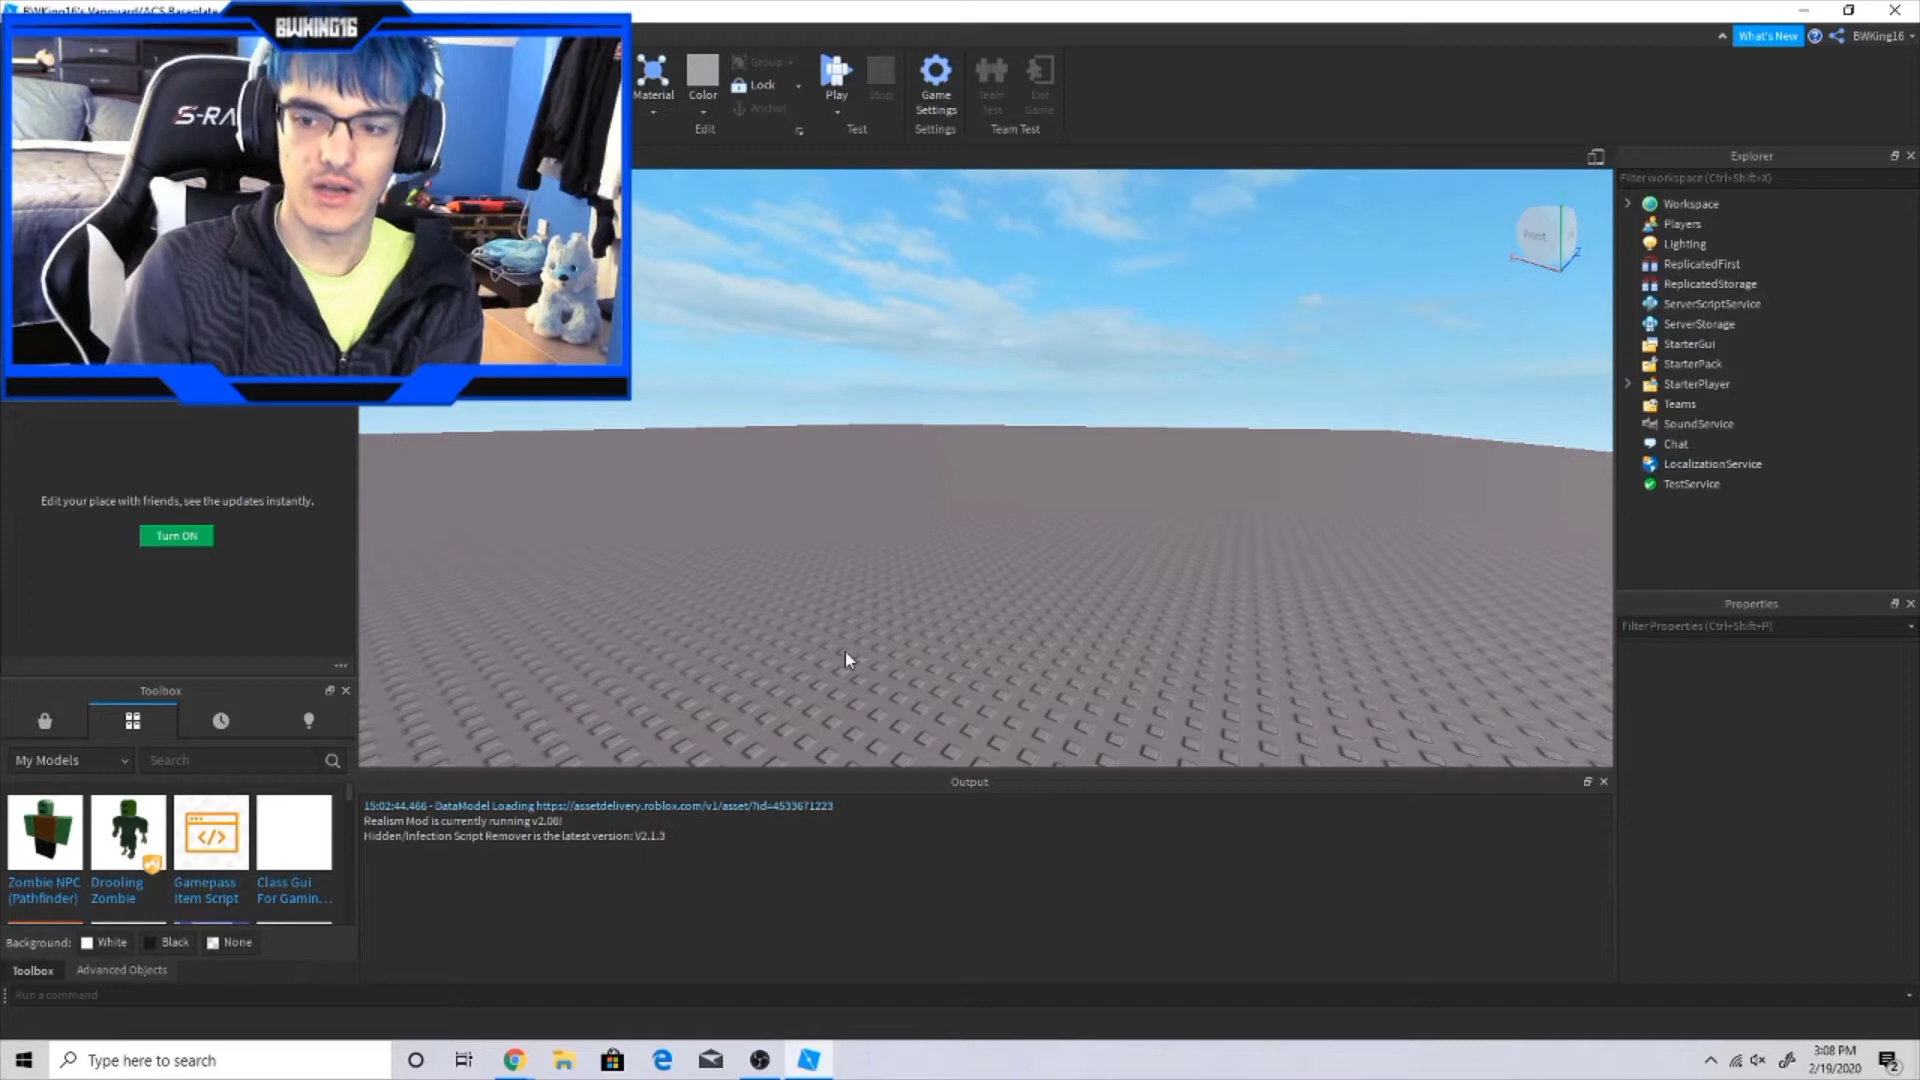 BWKing16's Vanguard/ACS Baseplate
BWKING16
S-RA
What's New
BWKing16
Material
Color
Group
Lock
Anchor
Edit
Play
Stop
Test
Game
Settings
Settings
Team
Test
Exit
Game
Team Test
Front
Explorer
Filter workspace (Ctrl+Shift+X)
Workspace
Players
Lighting
ReplicatedFirst
ReplicatedStorage
ServerScriptService
ServerStorage
StarterGui
StarterPack
StarterPlayer
Teams
SoundService
Chat
LocalizationService
TestService
Properties
Filter Properties (Ctrl+Shift+P)
Edit your place with friends, see the updates instantly.
Turn ON
Toolbox
My Models
Search
Zombie NPC
(Pathfinder)
Drooling
Zombie
Gamepass
Item Script
Class Gui
For Gamin...
Background:
White
Black
None
Toolbox
Advanced Objects
Output
15:02:44.466 - DataModel Loading https://assetdelivery.roblox.com/v1/asset/?id=4533671223
Realism Mod is currently running v2.08!
Hidden/Infection Script Remover is the latest version: V2.1.3
Run a command
Type here to search
3:08 PM
2/19/2020
2